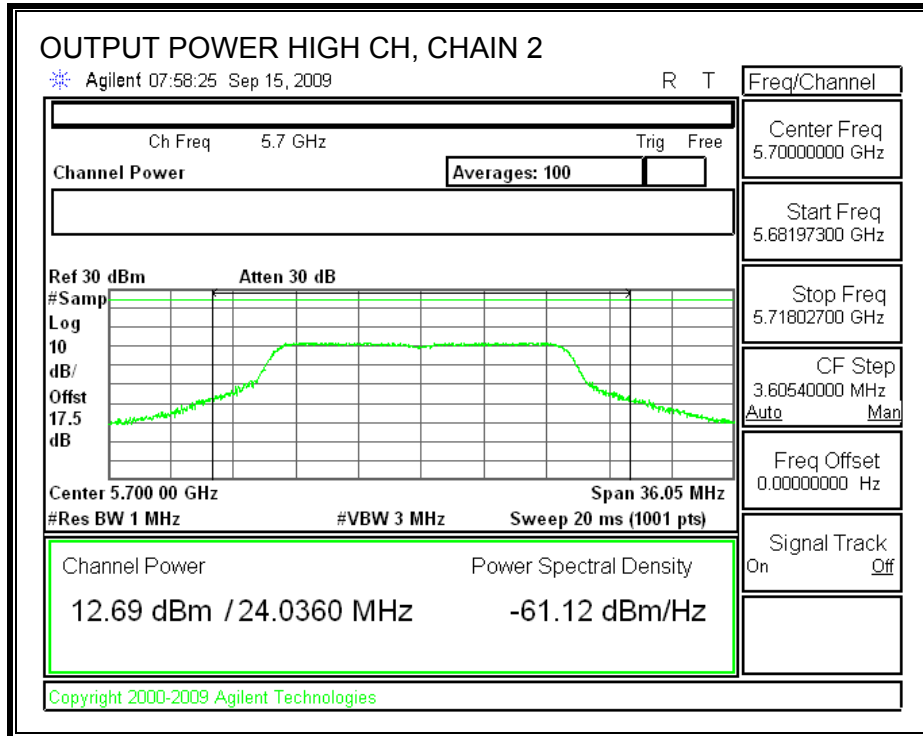 OUTPUT POWER HIGH CH, CHAIN 2
Agilent 07:58:25 Sep 15, 2009 R T
Freq/Channel
Ch Freq 5.7 GHz Trig Free
Channel Power Averages: 100
Center Freq
5.70000000 GHz
Start Freq
5.68197300 GHz
Stop Freq
5.71802700 GHz
CF Step
3.60540000 MHz
Auto Man
Freq Offset
0.00000000 Hz
Signal Track
On Off
Ref 30 dBm Atten 30 dB
#Samp
Log
10
dB/
Offst
17.5
dB
Center 5.700 00 GHz Span 36.05 MHz
#Res BW 1 MHz #VBW 3 MHz Sweep 20 ms (1001 pts)
Channel Power Power Spectral Density
12.69 dBm / 24.0360 MHz -61.12 dBm/Hz
Copyright 2000-2009 Agilent Technologies